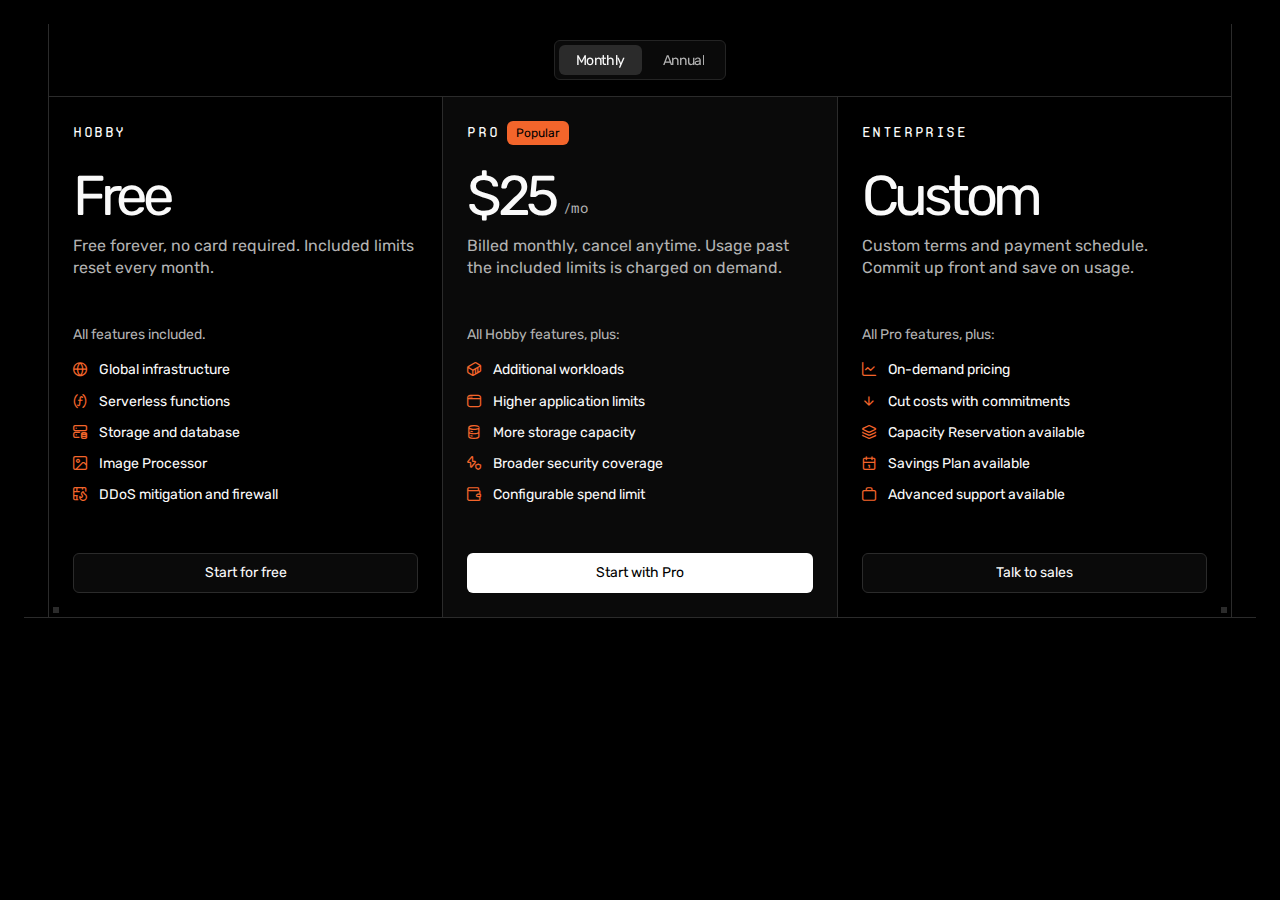 Monthly
Annual
HOBBY
Free
Free forever, no card required. Included limits
reset every month.
All features included.
Global infrastructure
Serverless functions
Storage and database
Image Processor
DDoS mitigation and firewall
Start for free
PRO
Popular
$25 /mo
Billed monthly, cancel anytime. Usage past
the included limits is charged on demand.
All Hobby features, plus:
Additional workloads
Higher application limits
More storage capacity
Broader security coverage
Configurable spend limit
Start with Pro
ENTERPRISE
Custom
Custom terms and payment schedule.
Commit up front and save on usage.
All Pro features, plus:
On-demand pricing
Cut costs with commitments
Capacity Reservation available
Savings Plan available
Advanced support available
Talk to sales